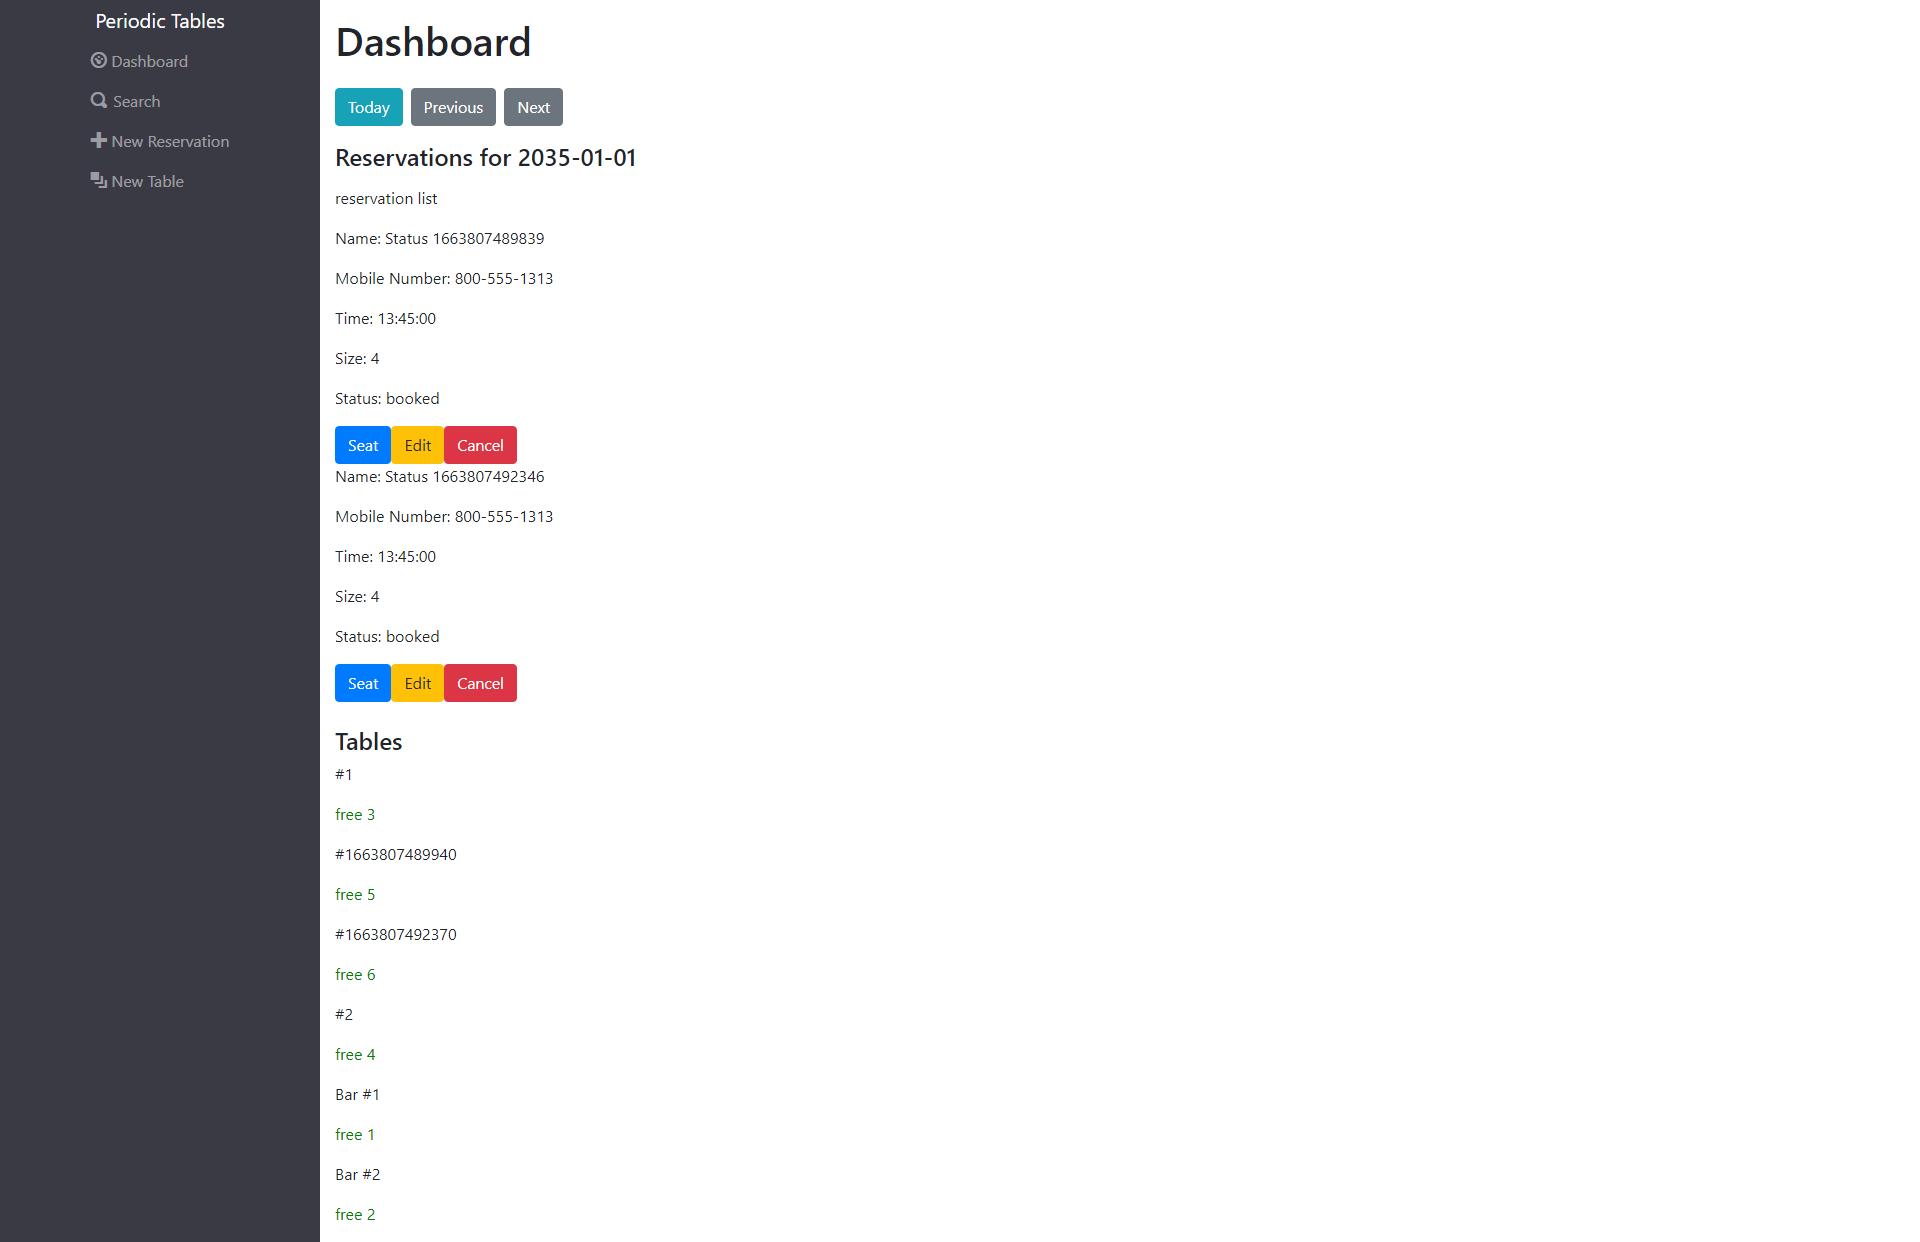 Periodic Tables
Dashboard
Search
New Reservation
New Table
Dashboard
Today Previous Next
Reservations for 2035-01-01
reservation list
Name: Status 1663807489839
Mobile Number: 800-555-1313
Time: 13:45:00
Size: 4
Status: booked
Seat Edit Cancel
Name: Status 1663807492346
Mobile Number: 800-555-1313
Time: 13:45:00
Size: 4
Status: booked
Seat Edit Cancel
Tables
#1
free 3
#1663807489940
free 5
#1663807492370
free 6
#2
free 4
Bar #1
free 1
Bar #2
free 2